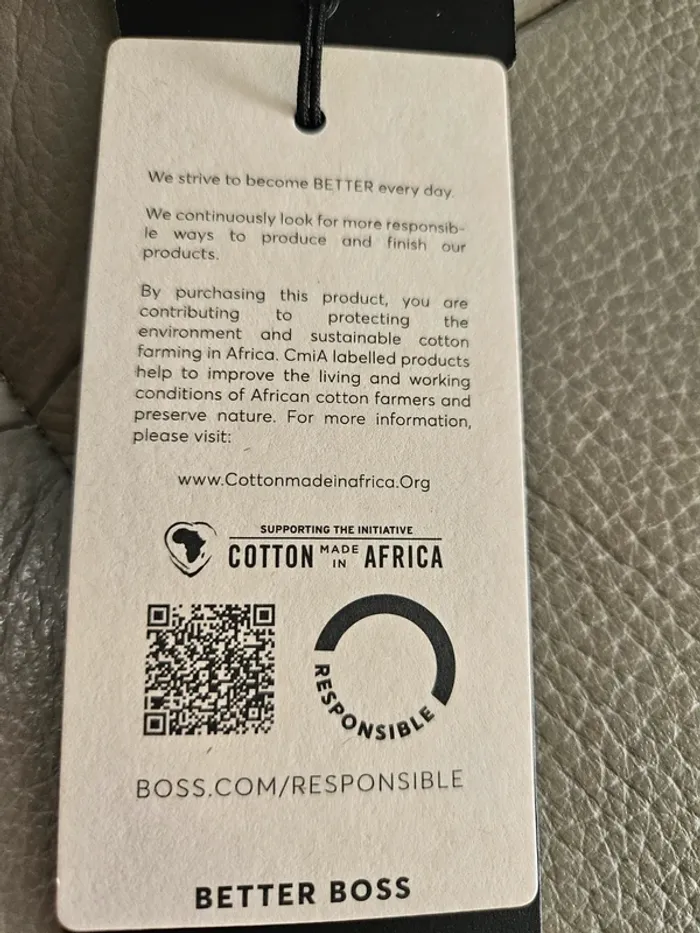 We strive to become BETTER every day.
We continuously look for more responsib-
le ways to produce and finish our
products.
By purchasing this product, you are
contributing to protecting the
environment and sustainable cotton
farming in Africa. CmiA labelled products
help to improve the living and working
conditions of African cotton farmers and
preserve nature. For more information,
please visit:
www.Cottonmadeinafrica.Org
SUPPORTING THE INITIATIVE
COTTON MADE IN AFRICA
RESPONSIBLE
BOSS.COM/RESPONSIBLE
BETTER BOSS